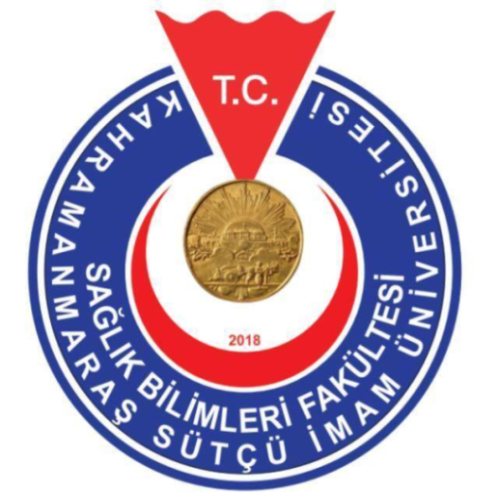 T.C.
KAHRAMANMARAŞ SÜTÇÜ İMAM ÜNİVERSİTESİ
SAĞLIK BİLİMLERİ FAKÜLTESİ
2018